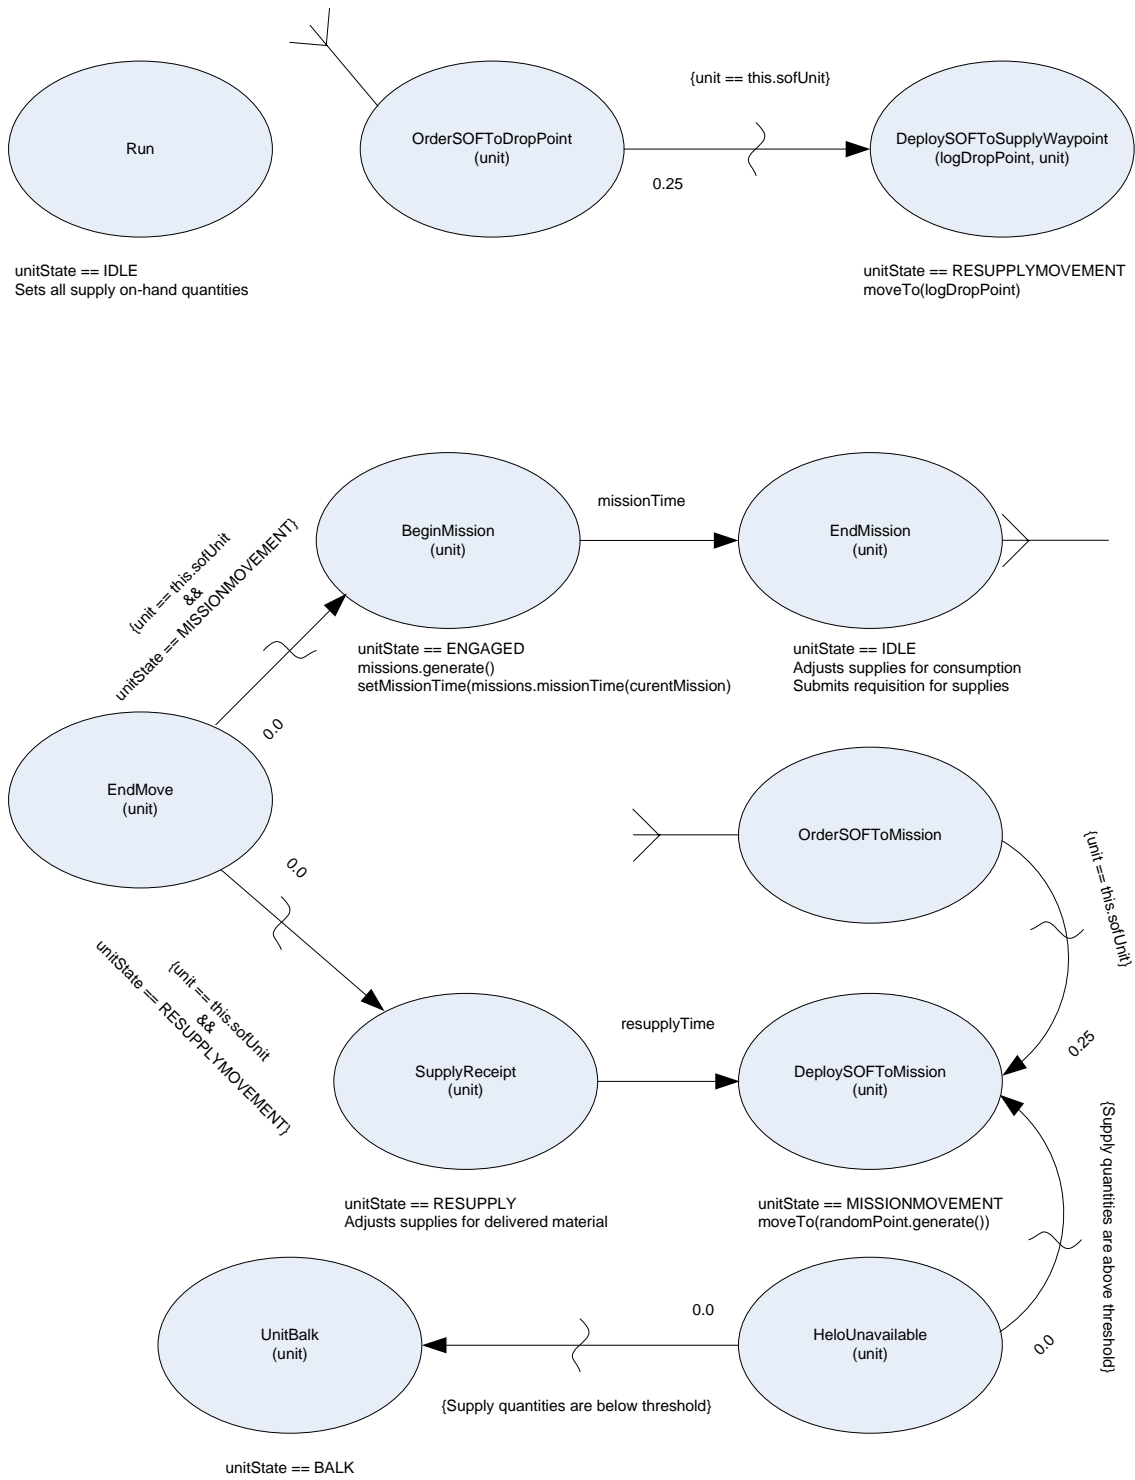 {unit == this.sofUnit}
Run
OrderSOFToDropPoint
(unit)
DeploySOFToSupplyWaypoint
(logDropPoint, unit)
0.25
unitState == IDLE
Sets all supply on-hand quantities
unitState == RESUPPLYMOVEMENT
moveTo(logDropPoint)
{unit == this.sofUnit
&&
unitState == MISSIONMOVEMENT}
BeginMission
(unit)
missionTime
EndMission
(unit)
unitState == ENGAGED
missions.generate()
setMissionTime(missions.missionTime(curentMission)
unitState == IDLE
Adjusts supplies for consumption
Submits requisition for supplies
0.0
EndMove
(unit)
OrderSOFToMission
{unit == this.sofUnit}
0.0
{unit == this.sofUnit
&&
unitState == RESUPPLYMOVEMENT}
SupplyReceipt
(unit)
resupplyTime
DeploySOFToMission
(unit)
0.25
unitState == RESUPPLY
Adjusts supplies for delivered material
unitState == MISSIONMOVEMENT
moveTo(randomPoint.generate())
{Supply quantities are above threshold}
UnitBalk
(unit)
0.0
HeloUnavailable
(unit)
0.0
{Supply quantities are below threshold}
unitState == BALK